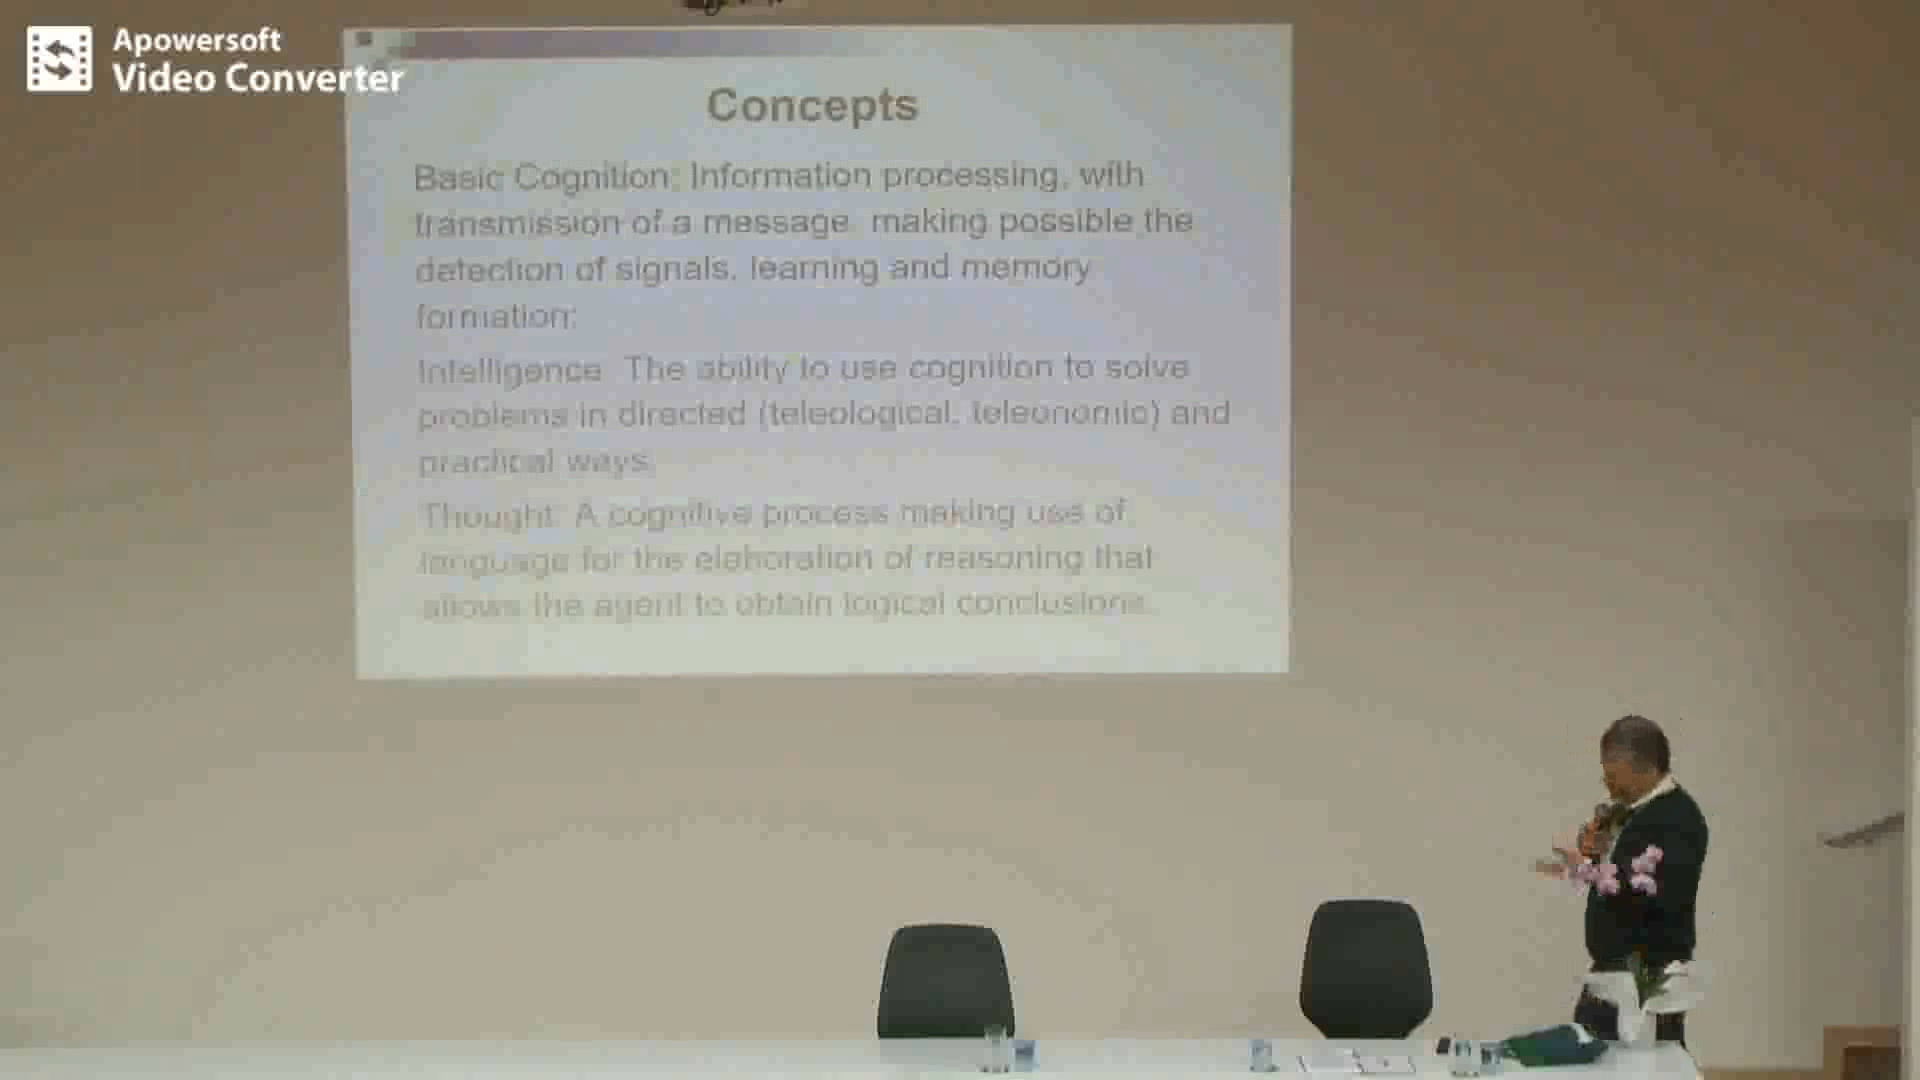 Apowersoft
Video Converter
Concepts
Basic Cognition: Information processing, with
transmission of a message, making possible the
detection of signals, learning and memory
formation;
Intelligence: The ability to use cognition to solve
problems in directed (teleological, teleonomic) and
practical ways.
Thought: A cognitive process making use of
language for the elaboration of reasoning that
allows the agent to obtain logical conclusions.